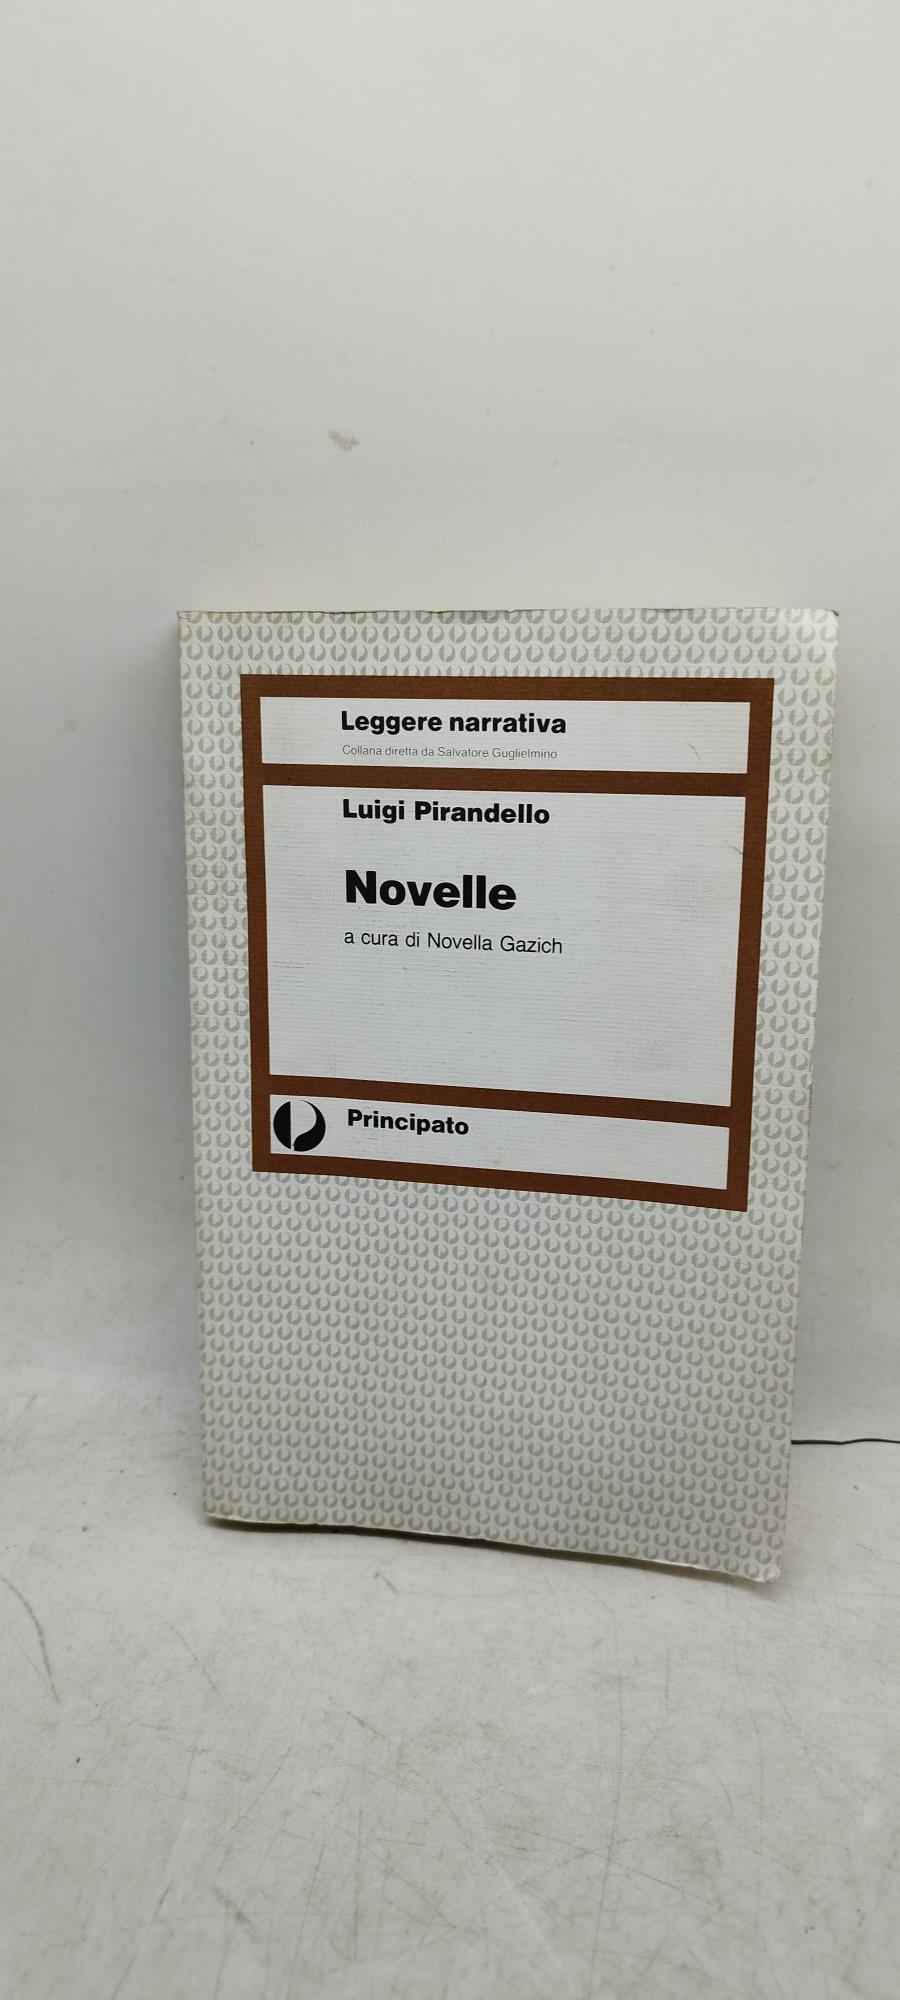 Leggere narrativa
Collana diretta da Salvatore Guglielmino
Luigi Pirandello
Novelle
a cura di Novella Gazich
Principato